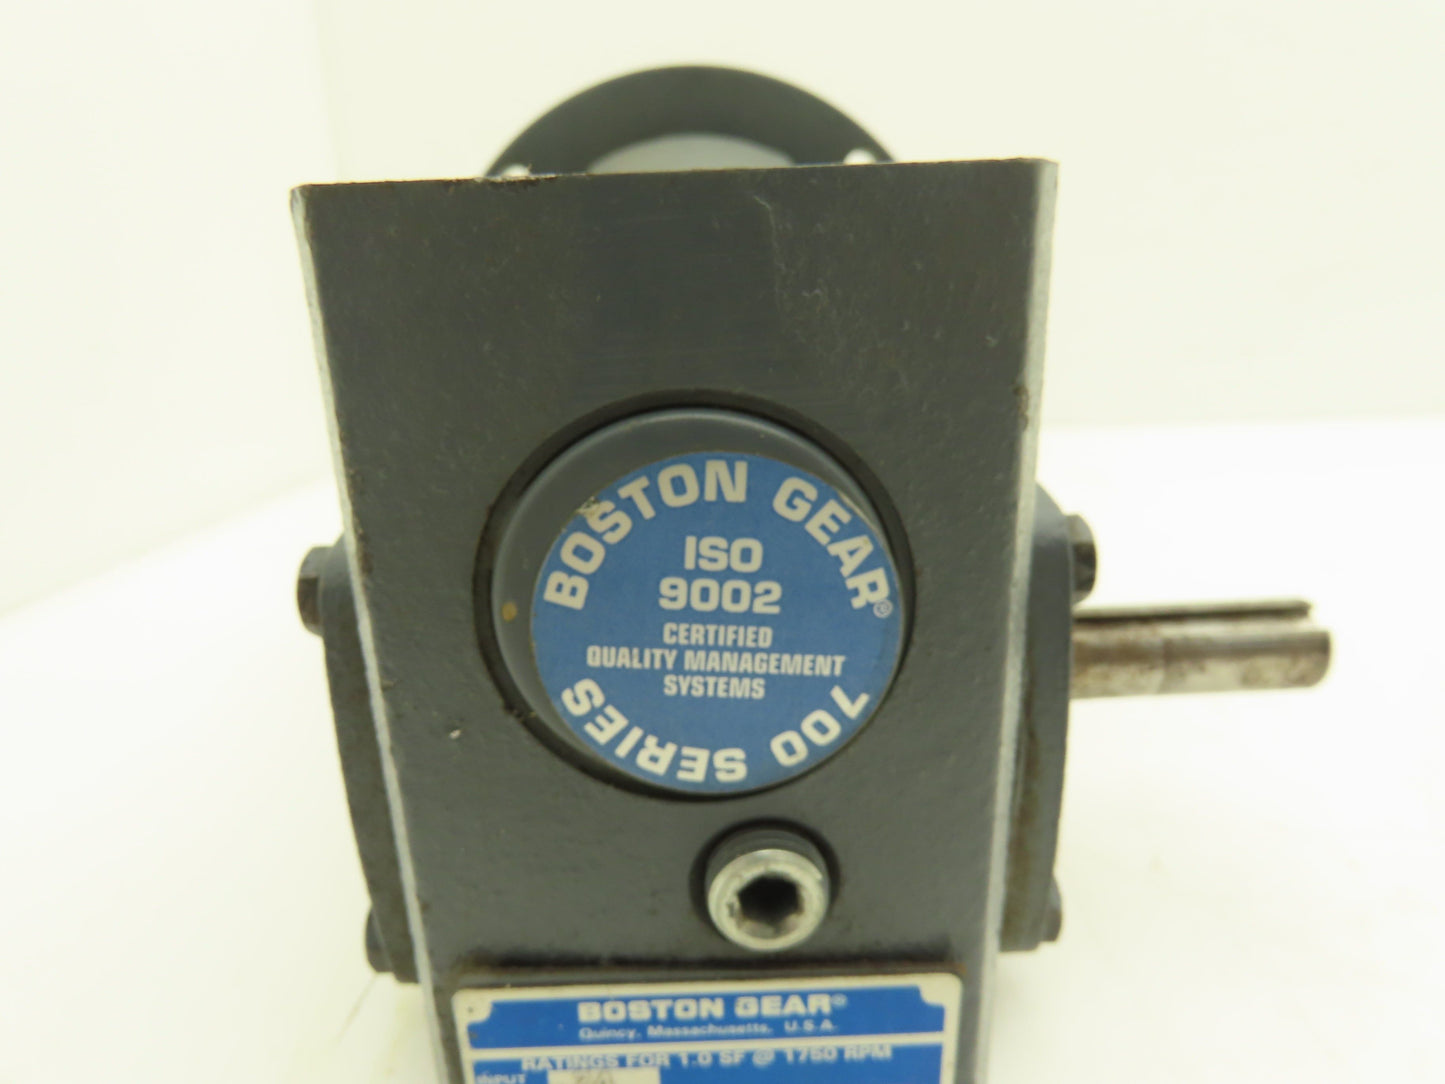 BOSTON GEAR®
ISO
9002
CERTIFIED
QUALITY MANAGEMENT
SYSTEMS
700 SERIES
BOSTON GEAR®
Quincy, Massachusetts, U.S.A.
RATINGS FOR 1.0 SF @ 1750 RPM
INPUT